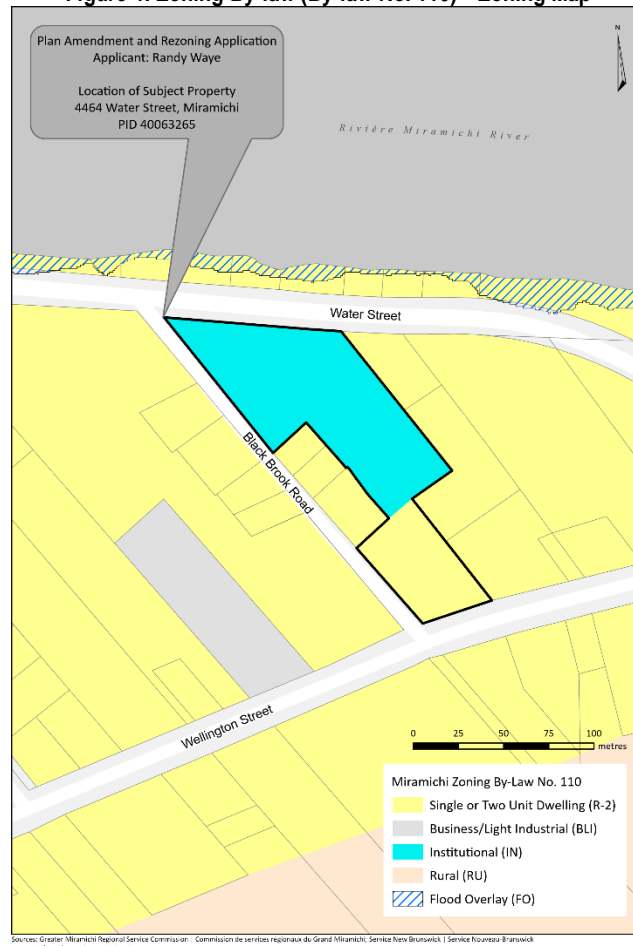 Figure 1: Zoning By-law (By-law No. 110) - Zoning Map
Plan Amendment and Rezoning Application
Applicant: Randy Waye
Location of Subject Property
4464 Water Street, Miramichi
PID 40063265
N
Rivière Miramichi River
Water Street
Black Brook Road
Wellington Street
0 25 50 75 100
metres
Miramichi Zoning By-Law No. 110
Single or Two Unit Dwelling (R-2)
Business/Light Industrial (BLI)
Institutional (IN)
Rural (RU)
Flood Overlay (FO)
Sources: Greater Miramichi Regional Service Commission | Commission de services régionaux du Grand Miramichi; Service New Brunswick | Service Nouveau-Brunswick